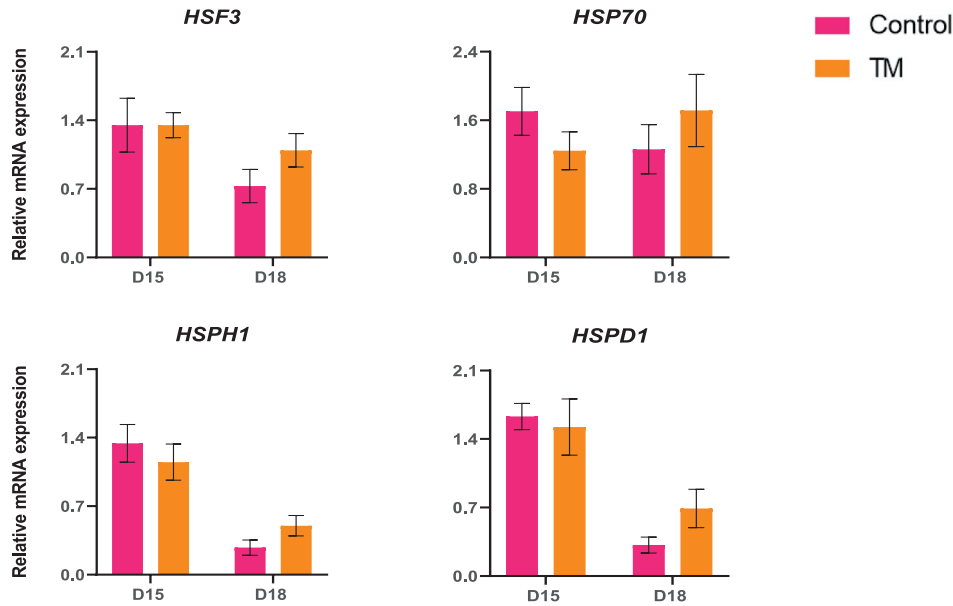 HSF3
Relative mRNA expression
2.1
1.4
0.7
0.0
D15
D18
HSP70
2.4
1.6
0.8
0.0
D15
D18
Control
TM
HSPH1
Relative mRNA expression
2.1
1.4
0.7
0.0
D15
D18
HSPD1
2.1
1.4
0.7
0.0
D15
D18